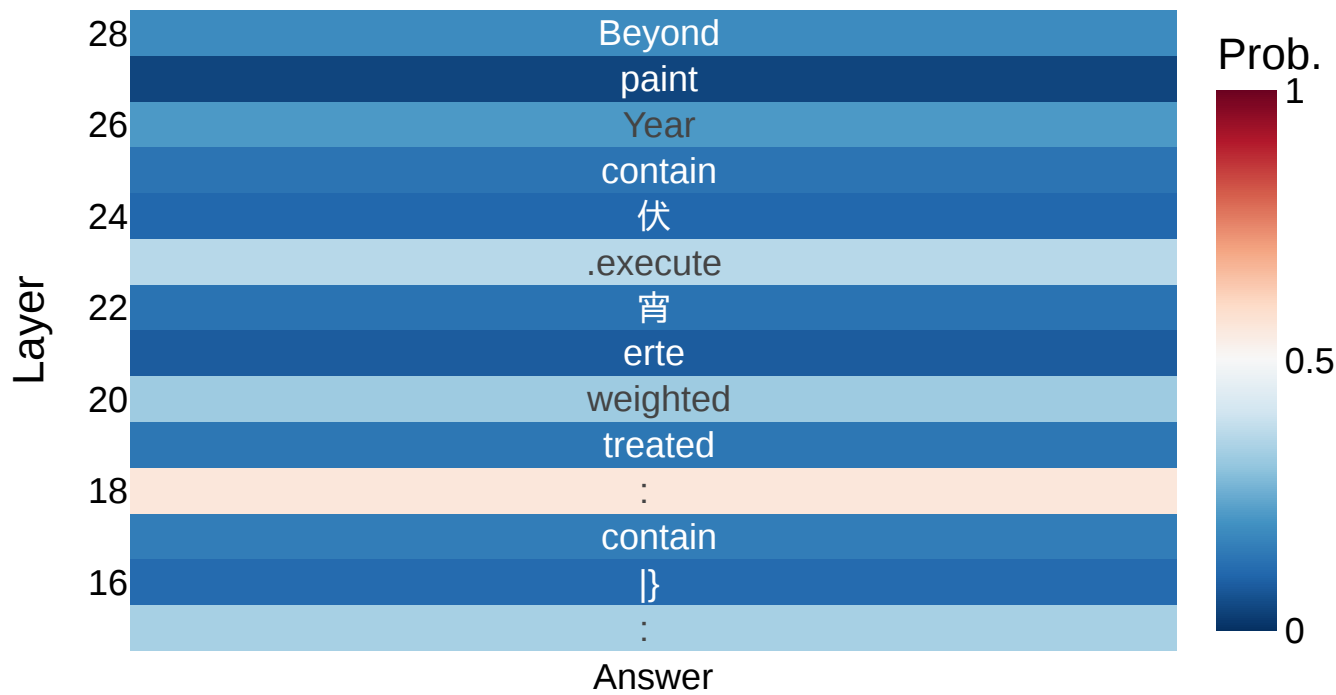 28 Beyond
paint
26 Year
contain
24 伏
.execute
22 宵
erte
20 weighted
treated
18 :
contain
16 |}
:
Answer
Layer
Prob.
1
0.5
0